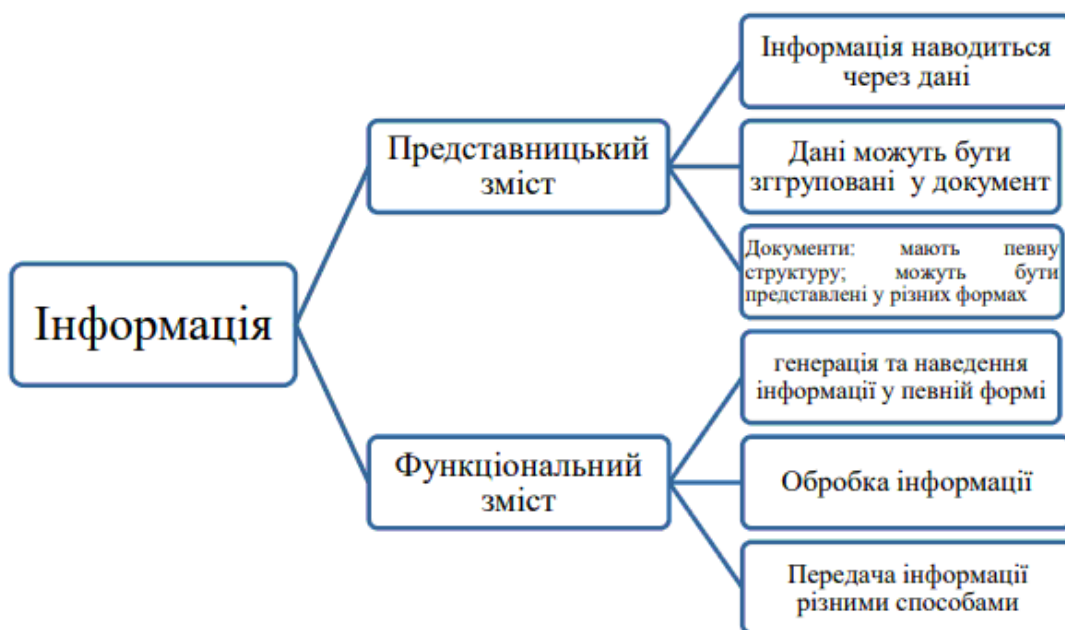 Інформація
Представницький
зміст
Інформація наводиться
через дані
Дані можуть бути
зггруповані у документ
Документи: мають певну
структуру; можуть бути
представлені у різних формах
Функціональний
зміст
генерація та наведення
інформації у певній формі
Обробка інформації
Передача інформації
різними способами